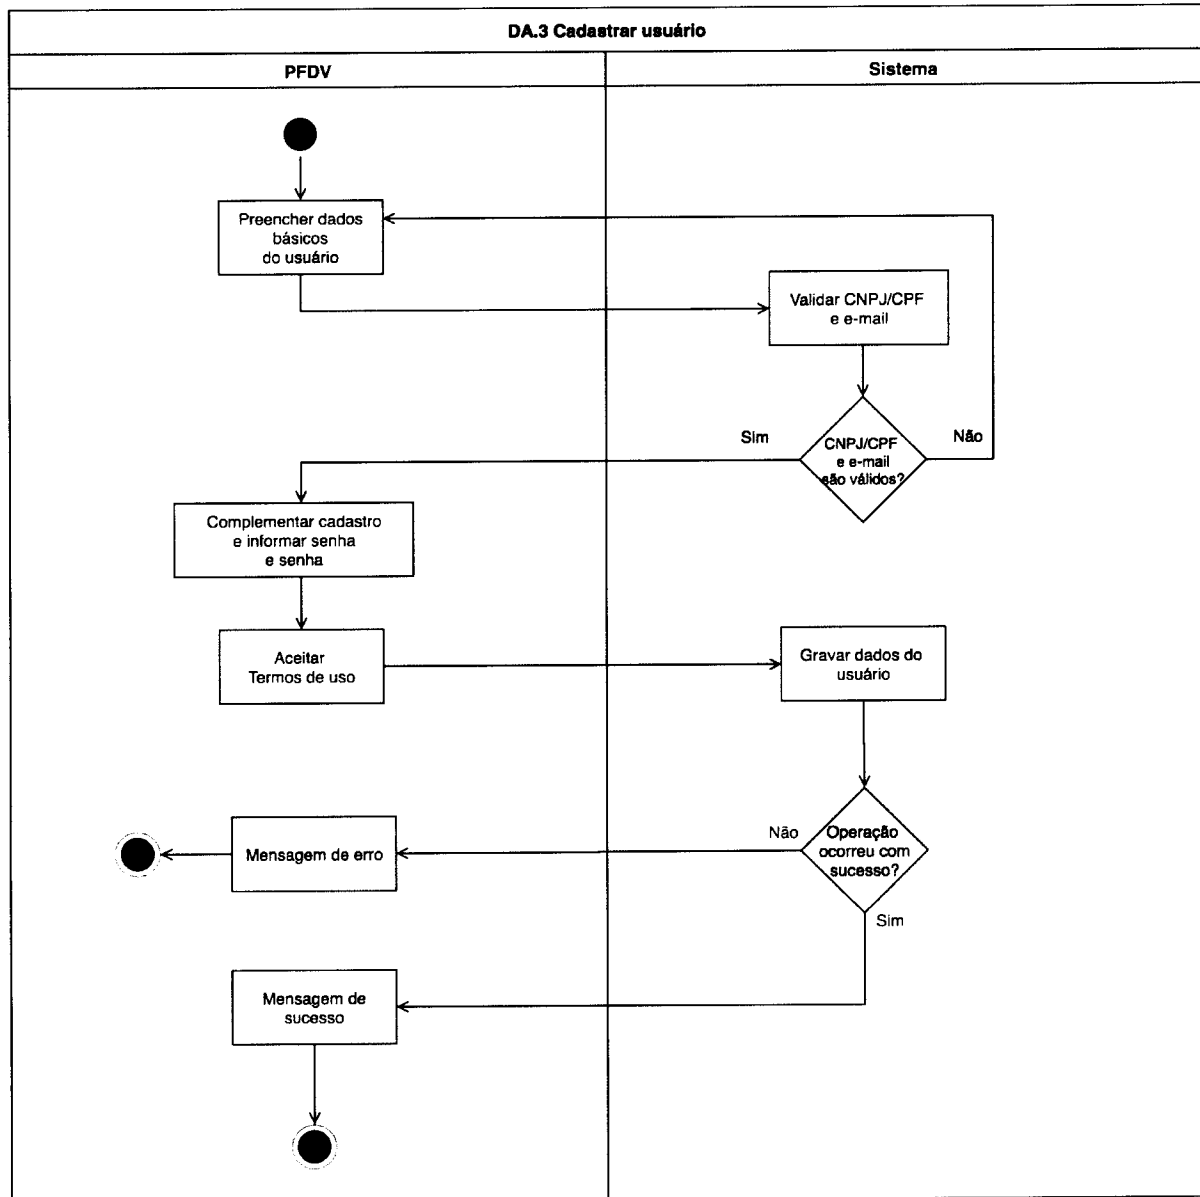 DA.3 Cadastrar usuário
PFDV
Sistema
Preencher dados
básicos
do usuário
Validar CNPJ/CPF
e e-mail
Sim
CNPJ/CPF
e e-mail
são válidos?
Não
Complementar cadastro
e informar senha
e senha
Aceitar
Termos de uso
Gravar dados do
usuário
Mensagem de erro
Não
Operação
ocorreu com
sucesso?
Sim
Mensagem de
sucesso